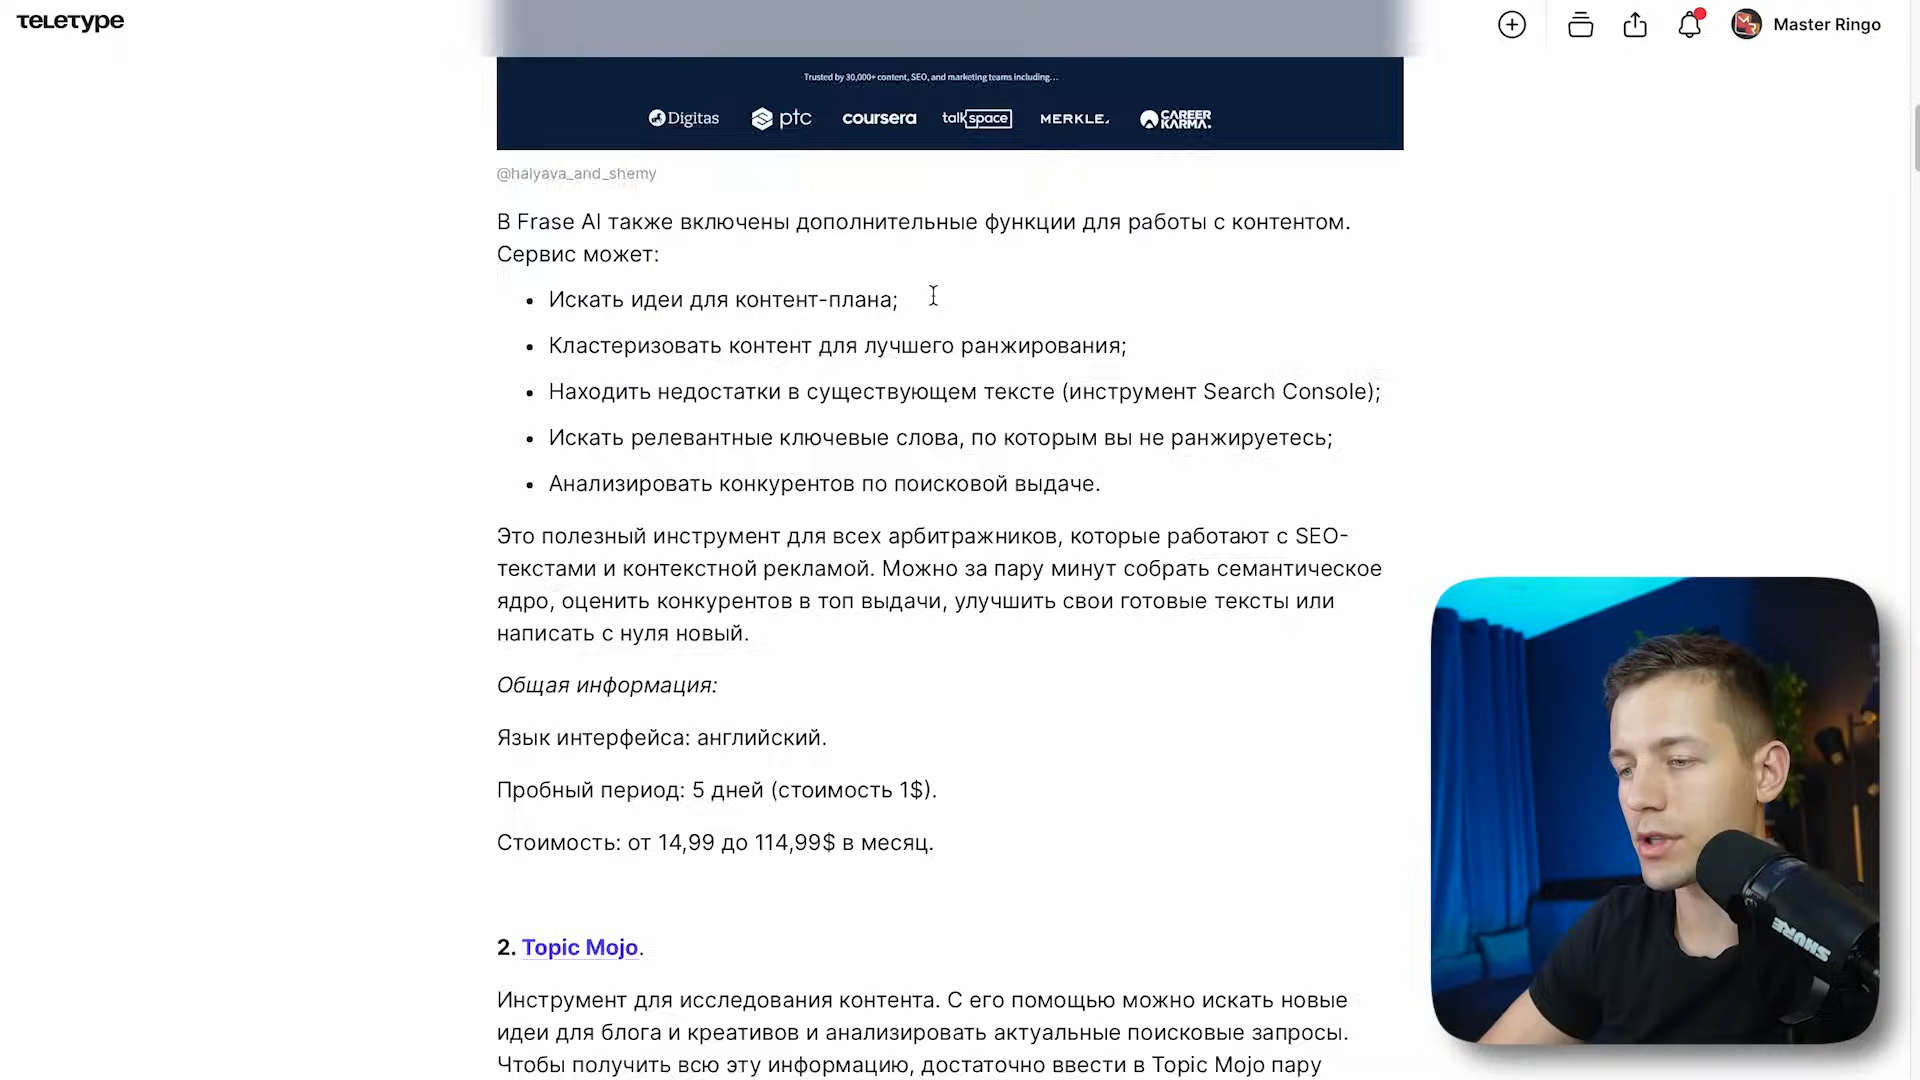 TELETYPE
Master Ringo
Trusted by 30,000+ content, SEO, and marketing teams including...
Digitas ptc coursera talkspace MERKLE. CAREER KARMA.
@halyava_and_shemy
В Frase AI также включены дополнительные функции для работы с контентом.
Сервис может:
• Искать идеи для контент-плана;
• Кластеризовать контент для лучшего ранжирования;
• Находить недостатки в существующем тексте (инструмент Search Console);
• Искать релевантные ключевые слова, по которым вы не ранжируетесь;
• Анализировать конкурентов по поисковой выдаче.
Это полезный инструмент для всех арбитражников, которые работают с SEO-
текстами и контекстной рекламой. Можно за пару минут собрать семантическое
ядро, оценить конкурентов в топ выдачи, улучшить свои готовые тексты или
написать с нуля новый.
Общая информация:
Язык интерфейса: английский.
Пробный период: 5 дней (стоимость 1$).
Стоимость: от 14,99 до 114,99$ в месяц.
2. Topic Mojo.
Инструмент для исследования контента. С его помощью можно искать новые
идеи для блога и креативов и анализировать актуальные поисковые запросы.
Чтобы получить всю эту информацию, достаточно ввести в Topic Mojo пару
SHURE